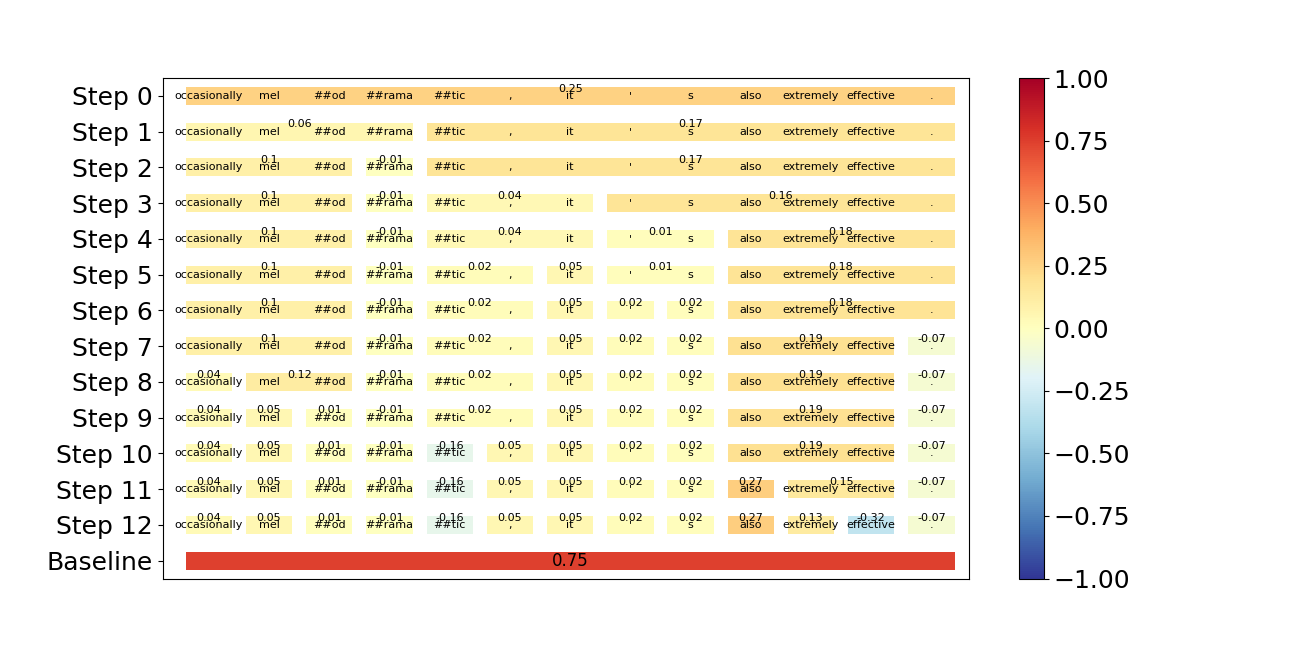 0.25
Step 0 occasionally mel ##od ##rama ##tic , it ' s also extremely effective . 1.00
0.06 0.17
Step 1 occasionally mel ##od ##rama ##tic , it ' s also extremely effective .
0.1 -0.01 0.17
Step 2 occasionally mel ##od ##rama ##tic , it ' s also extremely effective . 0.75
0.1 -0.01 0.04 0.16
Step 3 occasionally mel ##od ##rama ##tic , it ' s also extremely effective . 0.50
0.1 -0.01 0.04 0.01 0.18
Step 4 occasionally mel ##od ##rama ##tic , it ' s also extremely effective .
0.1 -0.01 0.02 0.05 0.01 0.18
Step 5 occasionally mel ##od ##rama ##tic , it ' s also extremely effective . 0.25
0.1 -0.01 0.02 0.05 0.02 0.02 0.18
Step 6 occasionally mel ##od ##rama ##tic , it ' s also extremely effective . 0.00
0.1 -0.01 0.02 0.05 0.02 0.02 0.19 -0.07
Step 7 occasionally mel ##od ##rama ##tic , it ' s also extremely effective .
0.04 0.12 -0.01 0.02 0.05 0.02 0.02 0.19 -0.07
Step 8 occasionally mel ##od ##rama ##tic , it ' s also extremely effective . −0.25
0.04 0.05 0.01 -0.01 0.02 0.05 0.02 0.02 0.19 -0.07
Step 9 occasionally mel ##od ##rama ##tic , it ' s also extremely effective .
0.04 0.05 0.01 -0.01 -0.16 0.05 0.05 0.02 0.02 0.19 -0.07
Step 10 occasionally mel ##od ##rama ##tic , it ' s also extremely effective . −0.50
0.04 0.05 0.01 -0.01 -0.16 0.05 0.05 0.02 0.02 0.27 0.15 -0.07
Step 11 occasionally mel ##od ##rama ##tic , it ' s also extremely effective .
0.04 0.05 0.01 -0.01 -0.16 0.05 0.05 0.02 0.02 0.27 0.13 -0.32 -0.07
Step 12 occasionally mel ##od ##rama ##tic , it ' s also extremely effective . −0.75
Baseline 0.75 −1.00